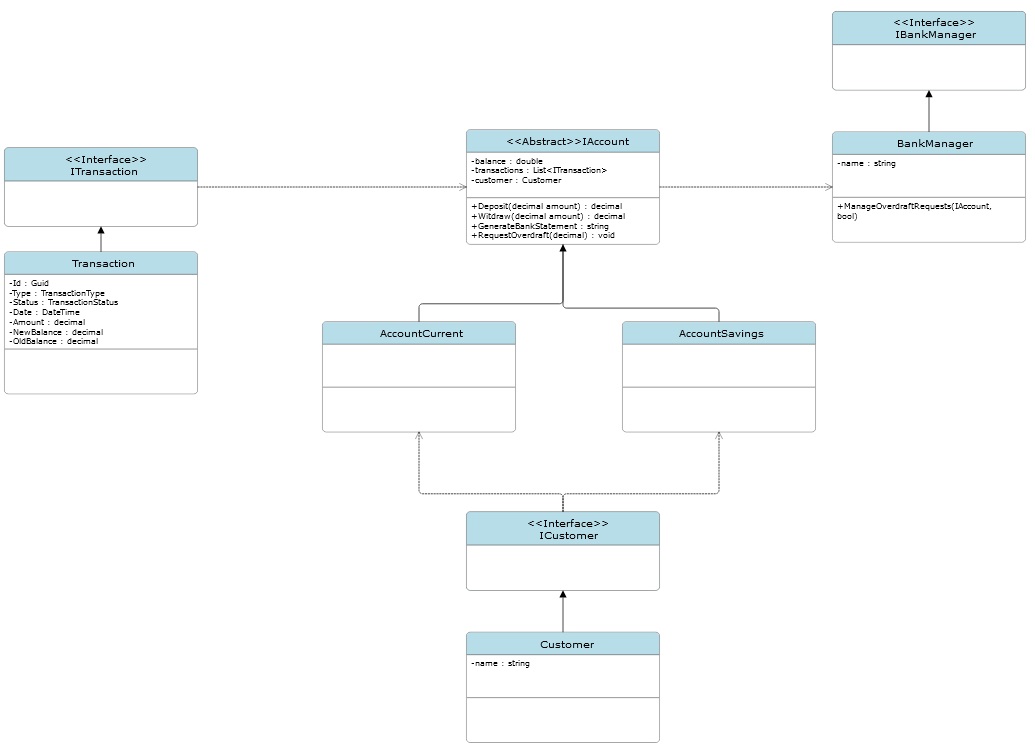 <<Interface>>
IBankManager
BankManager
-name : string
+ManageOverdraftRequests(IAccount,
bool)
<<Abstract>>IAccount
-balance : double
-transactions : List<ITransaction>
-customer : Customer
+Deposit(decimal amount) : decimal
+Witdraw(decimal amount) : decimal
+GenerateBankStatement : string
+RequestOverdraft(decimal) : void
<<Interface>>
ITransaction
Transaction
-Id : Guid
-Type : TransactionType
-Status : TransactionStatus
-Date : DateTime
-Amount : decimal
-NewBalance : decimal
-OldBalance : decimal
AccountCurrent
AccountSavings
<<Interface>>
ICustomer
Customer
-name : string